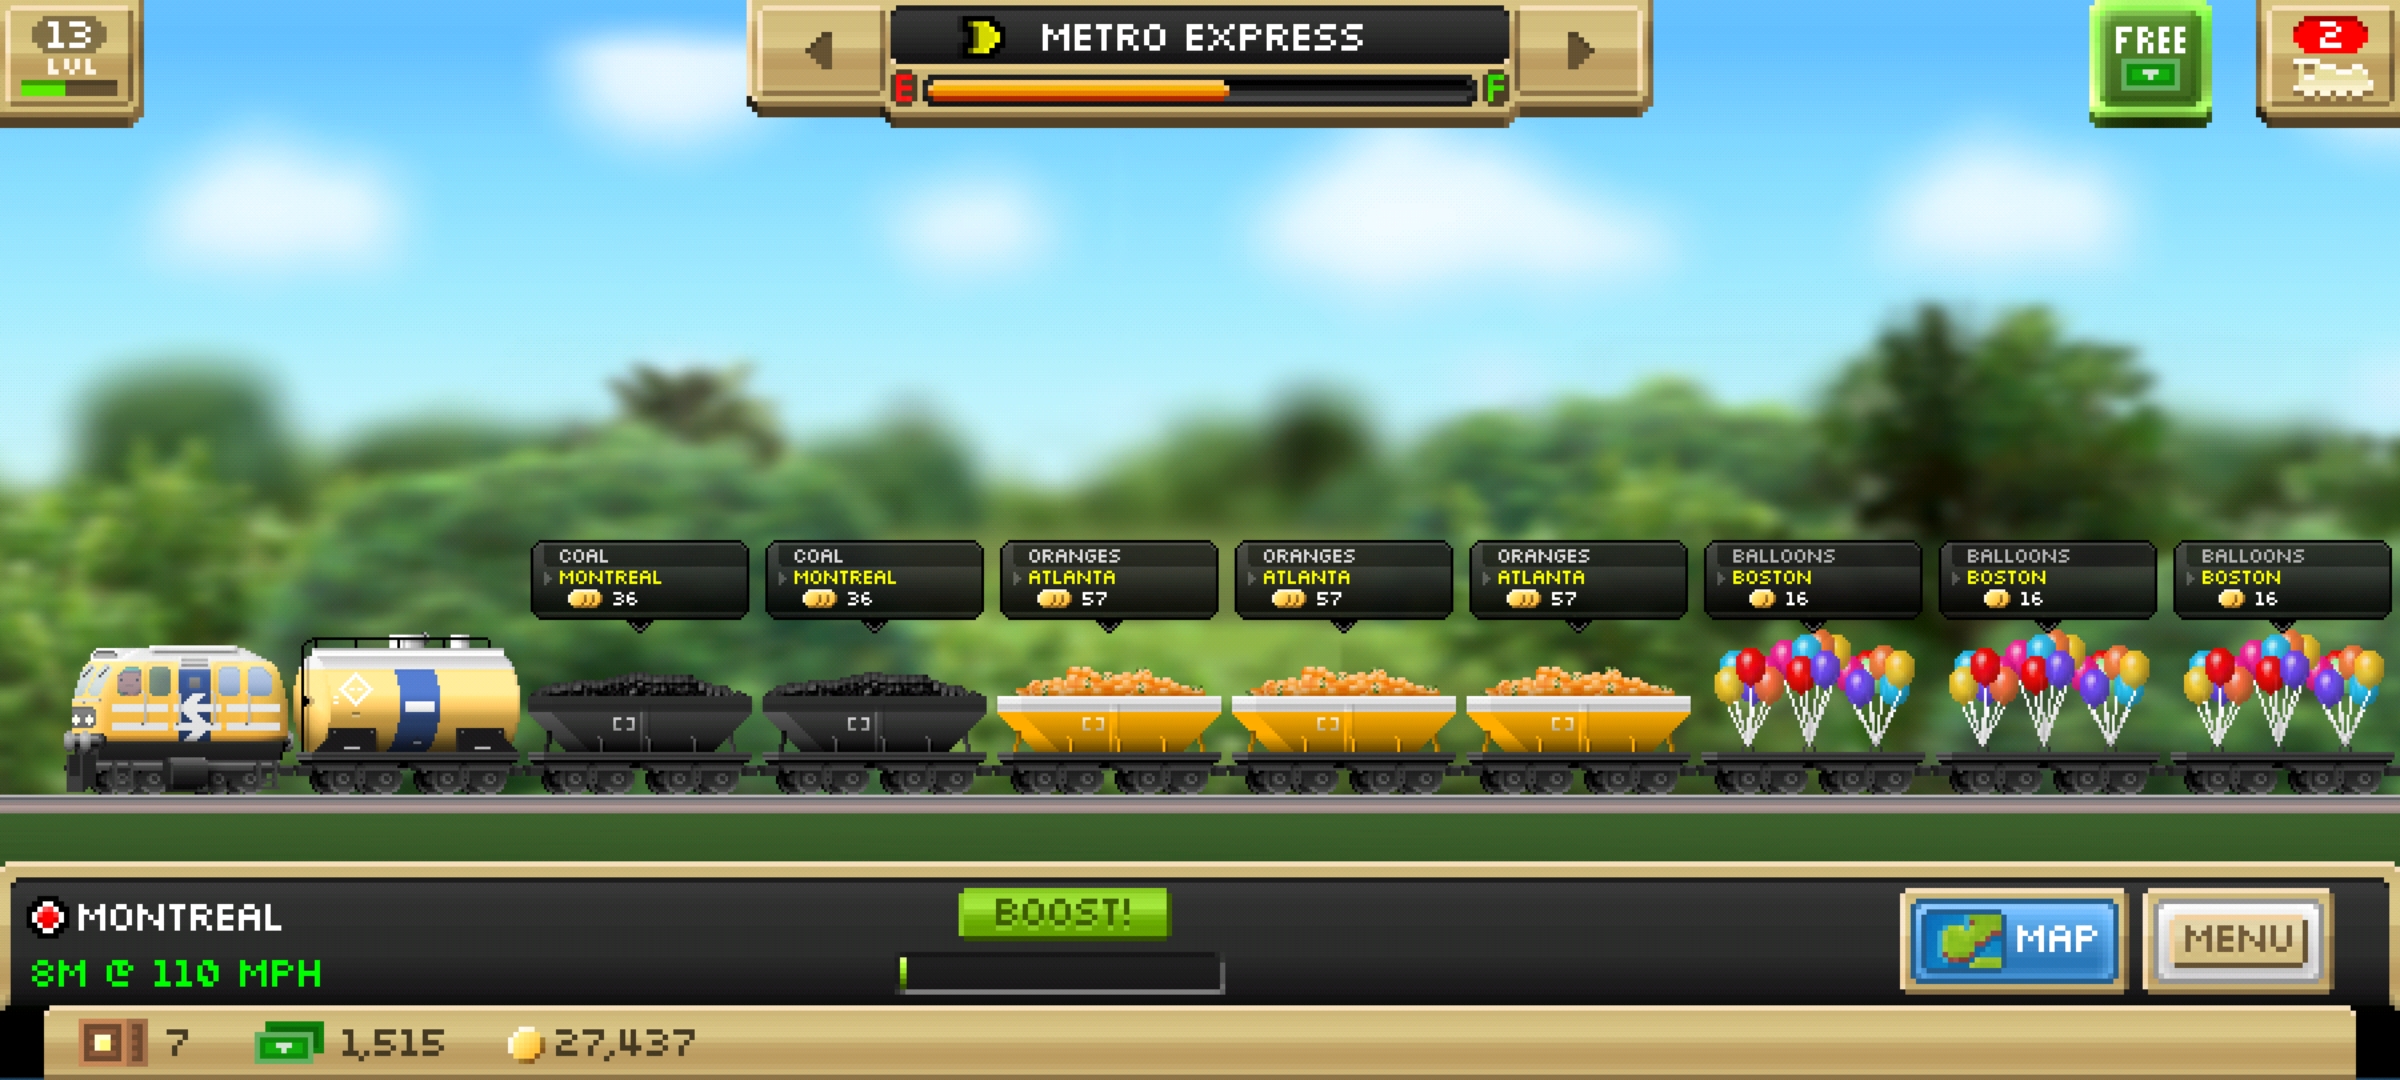 13
LVL
METRO EXPRESS
E
F
FREE
2
COAL
MONTREAL
36
COAL
MONTREAL
36
ORANGES
ATLANTA
57
ORANGES
ATLANTA
57
ORANGES
ATLANTA
57
BALLOONS
BOSTON
16
BALLOONS
BOSTON
16
BALLOONS
BOSTON
16
MONTREAL
8M @ 110 MPH
BOOST!
MAP
MENU
7
1,515
27,437